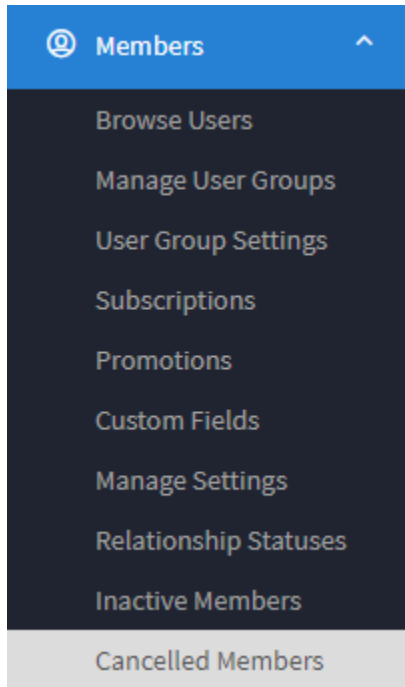 Members
Browse Users
Manage User Groups
User Group Settings
Subscriptions
Promotions
Custom Fields
Manage Settings
Relationship Statuses
Inactive Members
Cancelled Members